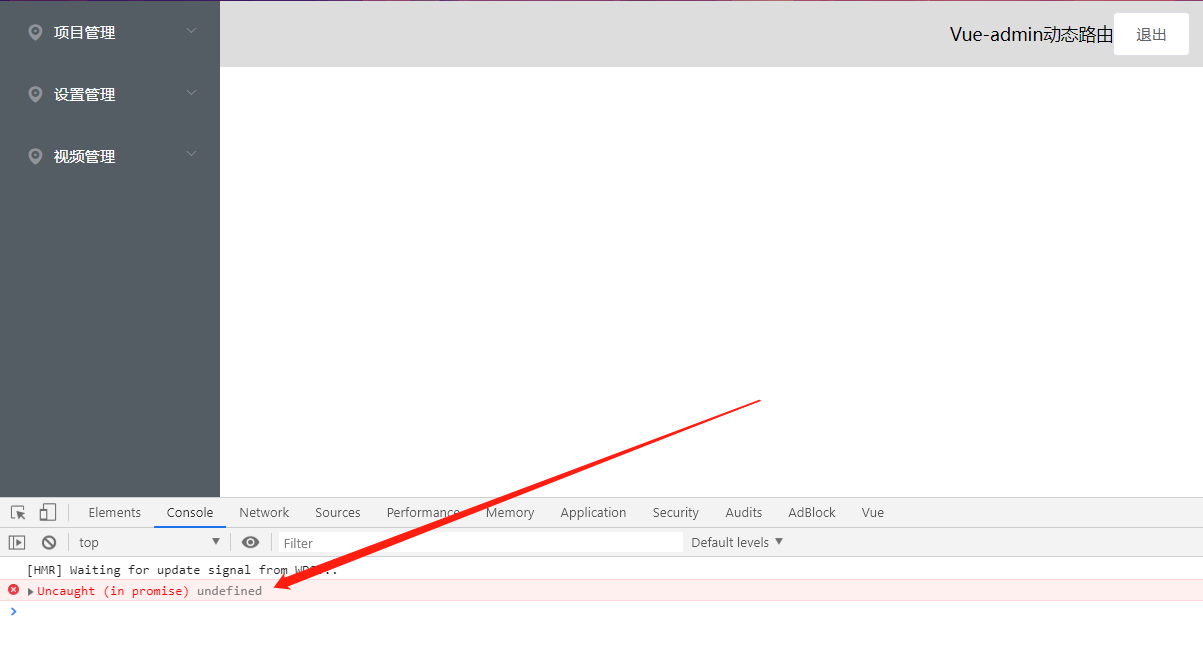 项目管理
设置管理
视频管理
Vue-admin动态路由 退出
Elements Console Network Sources Performance Memory Application Security Audits AdBlock Vue
top Filter Default levels
[HMR] Waiting for update signal from
Uncaught (in promise) undefined